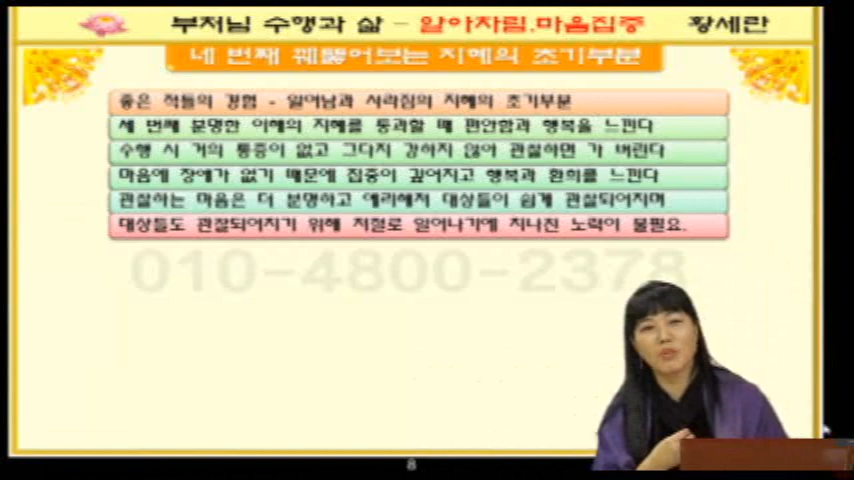 부처님 수행과 삶 - 알아차림.마음집중 황세란
네 번째 꿰뚫어보는 지혜의 초기부분
좋은 적들의 경험 - 일어남과 사라짐의 지혜의 초기부분
세 번째 분명한 이해의 지혜를 통과할 때 편안함과 행복을 느낀다
수행 시 거의 통증이 없고 그다지 강하지 않아 관찰하면 가 버린다
마음에 장애가 없기 때문에 집중이 깊어지고 행복과 환희를 느낀다
관찰하는 마음은 더 분명하고 예리해져 대상들이 쉽게 관찰되어지며
대상들도 관찰되어지기 위해 저절로 일어나기에 지나친 노력이 불필요.
010-4800-2378
8